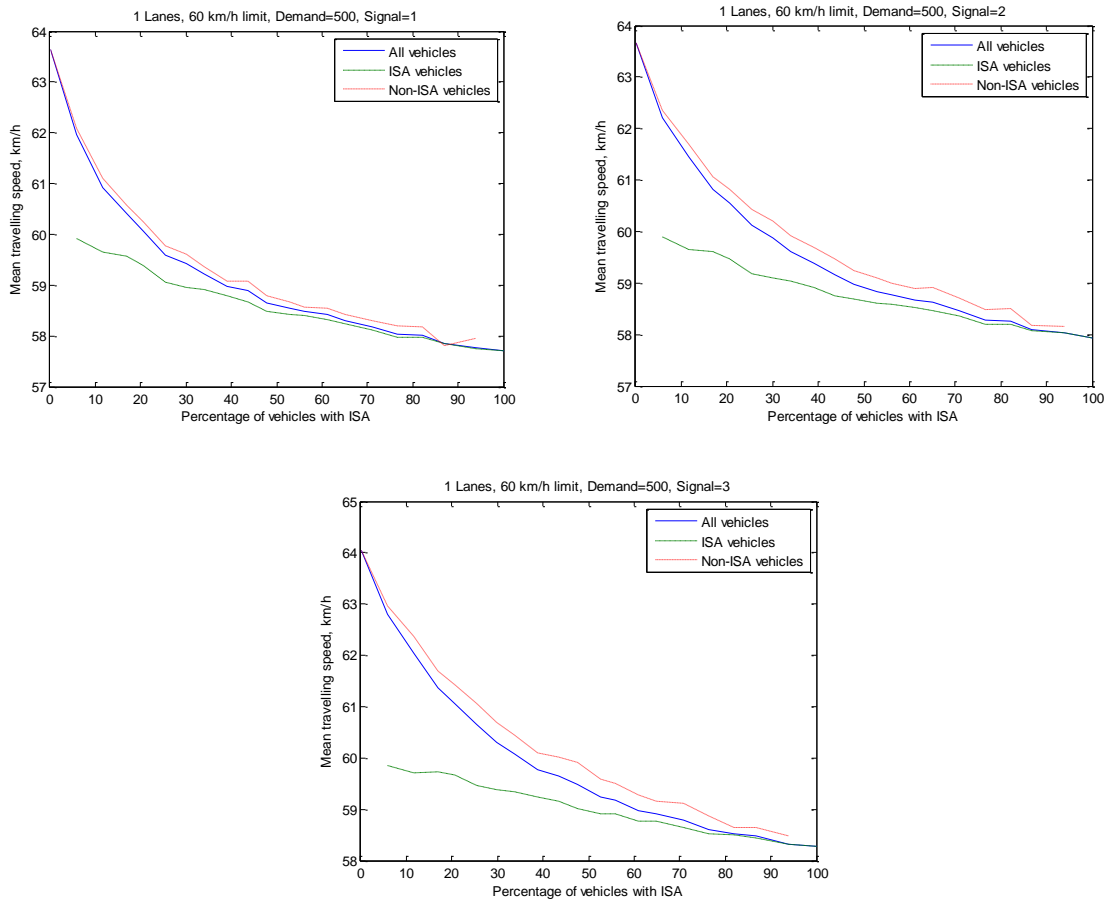 1 Lanes, 60 km/h limit, Demand=500, Signal=1
64
63
62
61
60
59
58
57
Mean travelling speed, km/h
All vehicles
ISA vehicles
Non-ISA vehicles
0 10 20 30 40 50 60 70 80 90 100
Percentage of vehicles with ISA
1 Lanes, 60 km/h limit, Demand=500, Signal=2
64
63
62
61
60
59
58
57
Mean travelling speed, km/h
All vehicles
ISA vehicles
Non-ISA vehicles
0 10 20 30 40 50 60 70 80 90 100
Percentage of vehicles with ISA
1 Lanes, 60 km/h limit, Demand=500, Signal=3
65
64
63
62
61
60
59
58
Mean travelling speed, km/h
All vehicles
ISA vehicles
Non-ISA vehicles
0 10 20 30 40 50 60 70 80 90 100
Percentage of vehicles with ISA